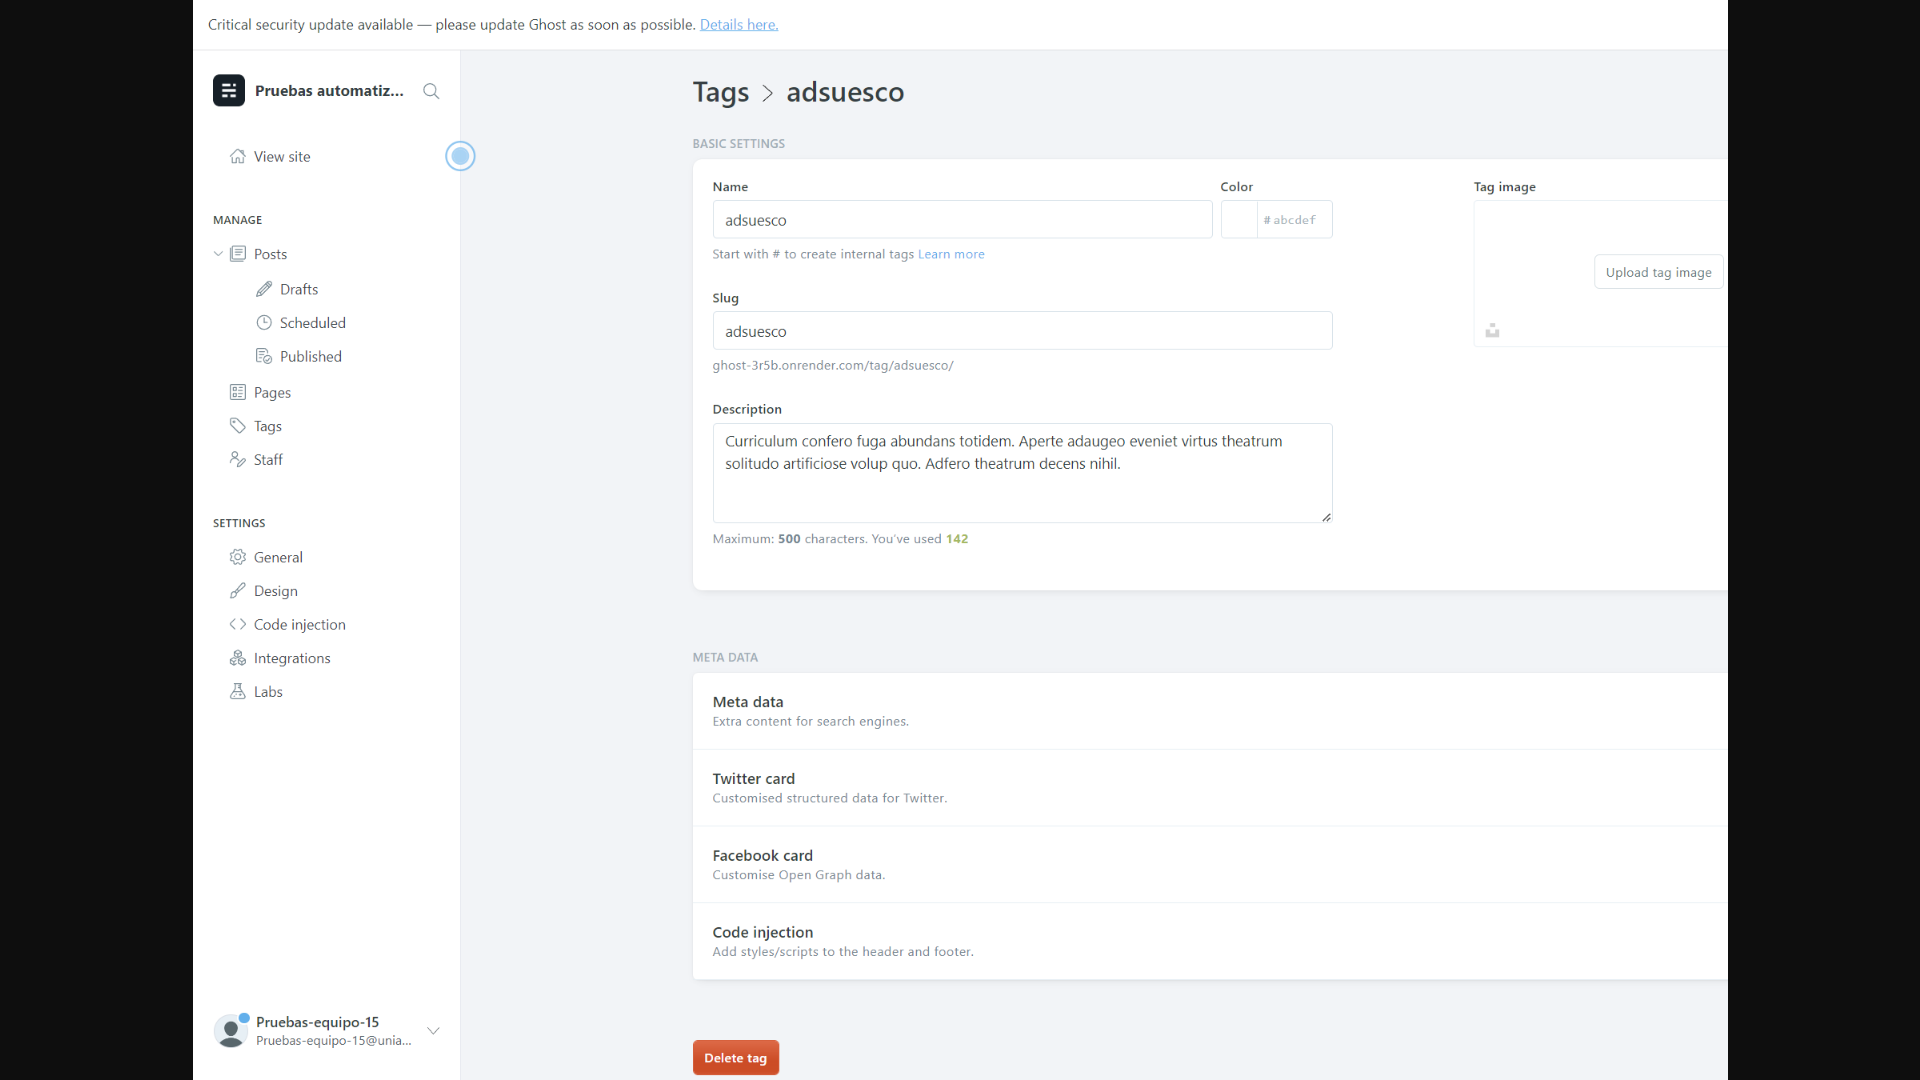 Critical security update available — please update Ghost as soon as possible. Details here.
Pruebas automatiz...
View site
MANAGE
Posts
Drafts
Scheduled
Published
Pages
Tags
Staff
SETTINGS
General
Design
Code injection
Integrations
Labs
Pruebas-equipo-15
Pruebas-equipo-15@unia...
Tags > adsuesco
BASIC SETTINGS
Name
adsuesco
Start with # to create internal tags Learn more
Color
# abcdef
Slug
adsuesco
ghost-3r5b.onrender.com/tag/adsuesco/
Description
Curriculum confero fuga abundans totidem. Aperte adaugeo eveniet virtus theatrum
solitudo artificiose volup quo. Adfero theatrum decens nihil.
Maximum: 500 characters. You've used 142
Tag image
Upload tag image
META DATA
Meta data
Extra content for search engines.
Twitter card
Customised structured data for Twitter.
Facebook card
Customise Open Graph data.
Code injection
Add styles/scripts to the header and footer.
Delete tag